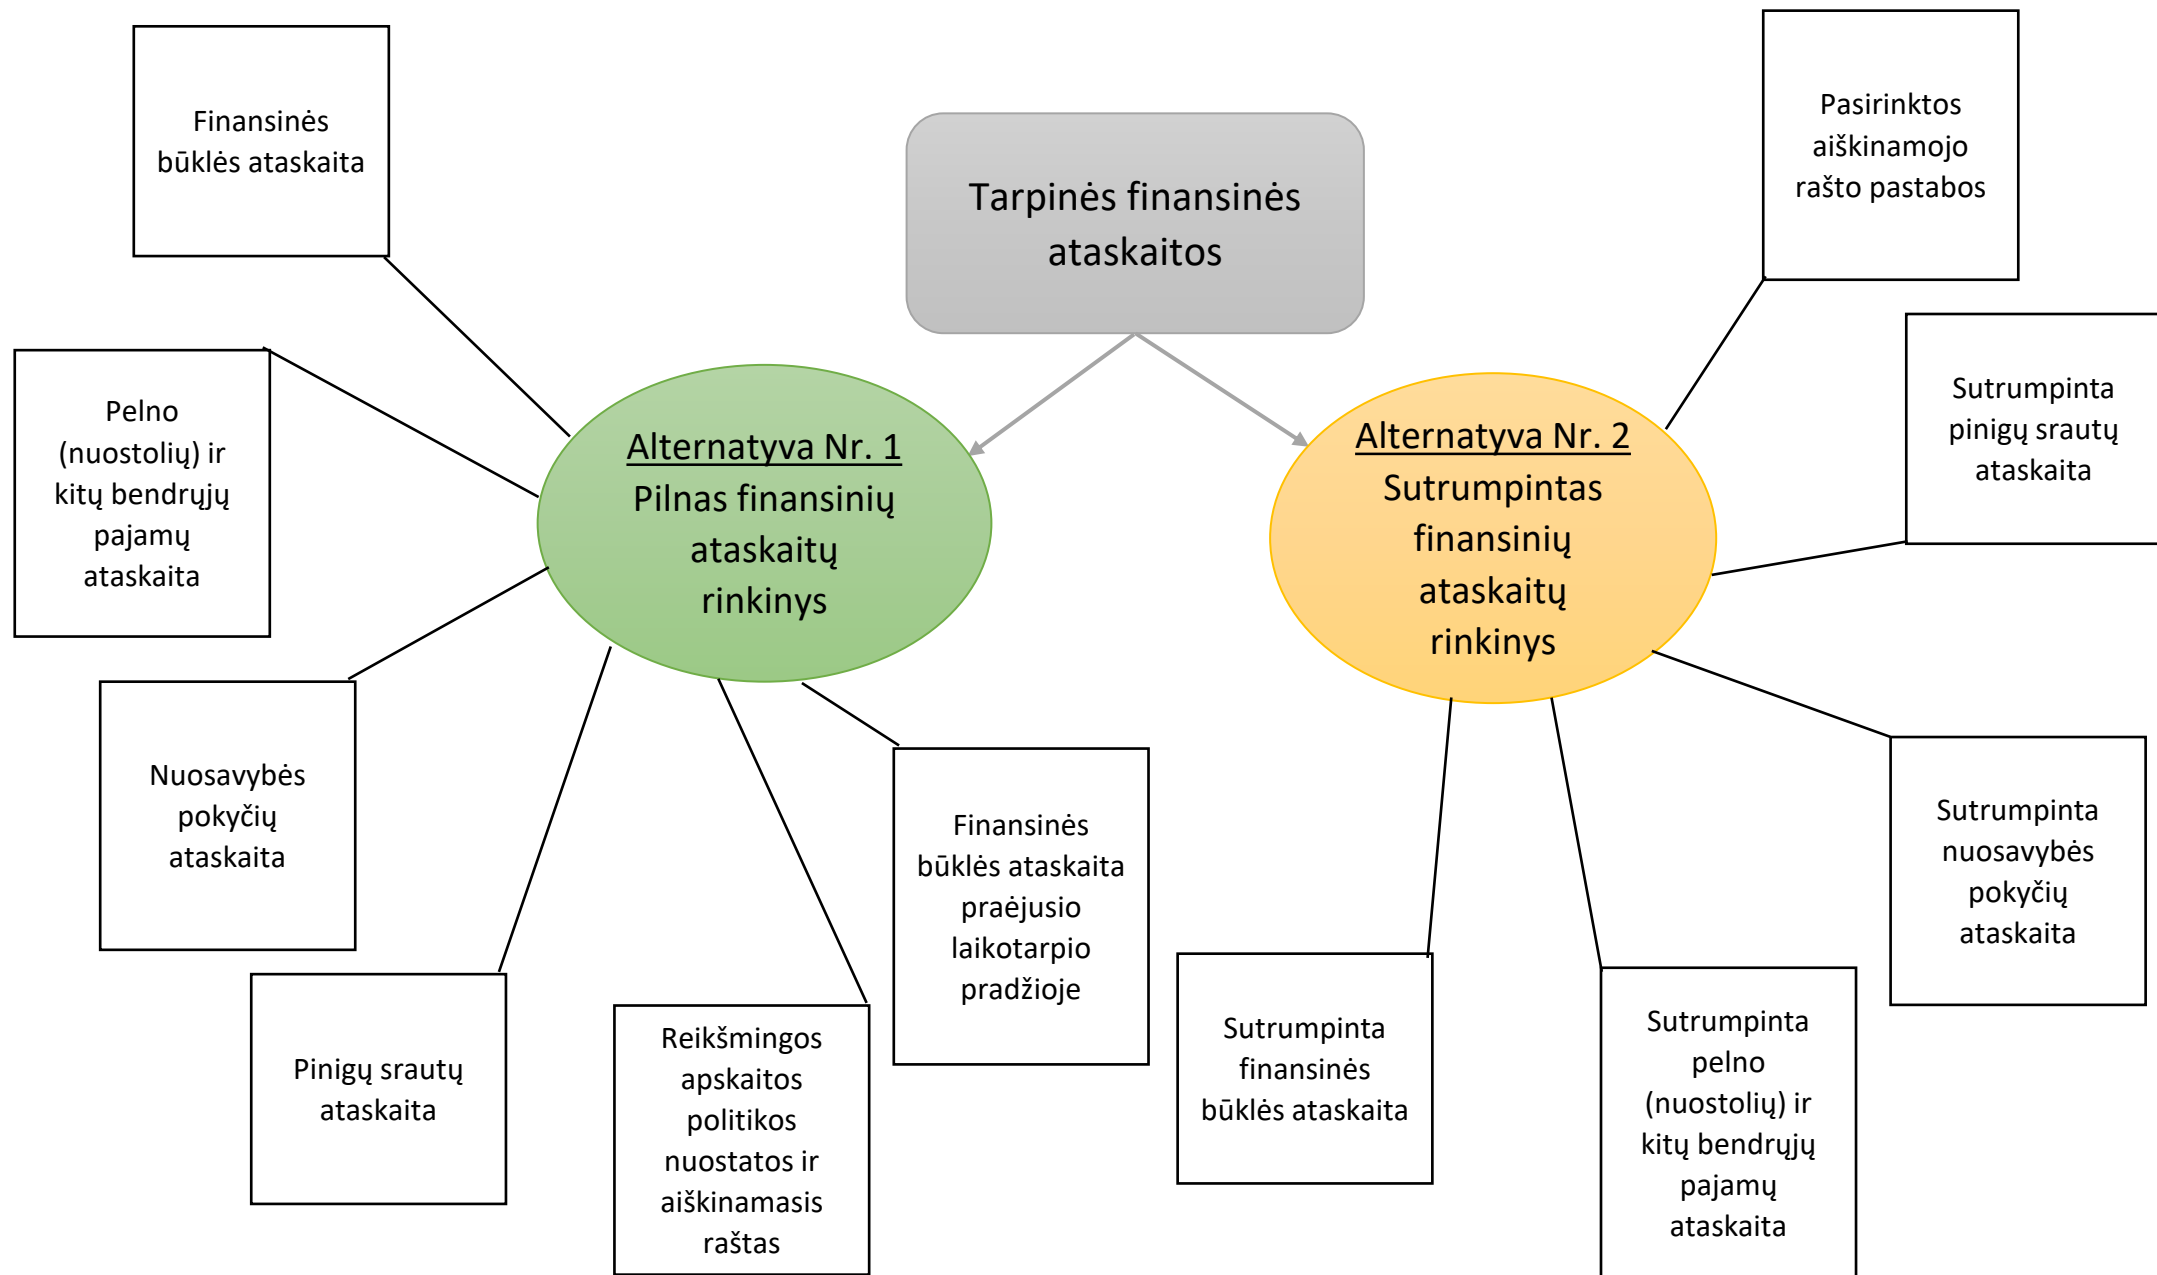 Tarpinės finansinės
ataskaitos
Alternatyva Nr. 1
Pilnas finansinių
ataskaitų
rinkinys
Finansinės
būklės ataskaita
Pelno
(nuostolių) ir
kitų bendrųjų
pajamų
ataskaita
Nuosavybės
pokyčių
ataskaita
Pinigų srautų
ataskaita
Reikšmingos
apskaitos
politikos
nuostatos ir
aiškinamasis
raštas
Finansinės
būklės ataskaita
praėjusio
laikotarpio
pradžioje
Alternatyva Nr. 2
Sutrumpintas
finansinių
ataskaitų
rinkinys
Pasirinktos
aiškinamojo
rašto pastabos
Sutrumpinta
pinigų srautų
ataskaita
Sutrumpinta
nuosavybės
pokyčių
ataskaita
Sutrumpinta
pelno
(nuostolių) ir
kitų bendrųjų
pajamų
ataskaita
Sutrumpinta
finansinės
būklės ataskaita